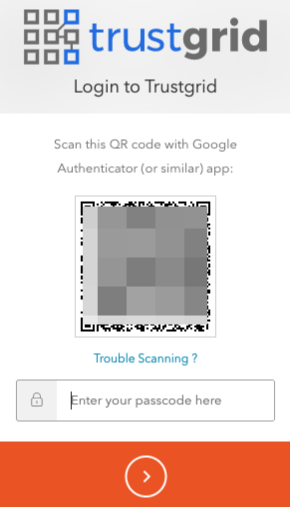 trustgrid
Login to Trustgrid
Scan this QR code with Google
Authenticator (or similar) app:
Trouble Scanning ?
Enter your passcode here